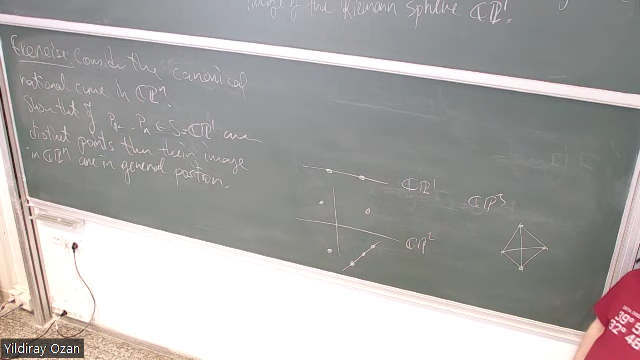 image of the Riemann Sphere ℂℙ¹.
Exercise: Consider the canonical
rational curve in ℂℙⁿ.
Show that if P₁, … Pₙ ∈ S = ℂℙ¹ are
distinct points then their image
in ℂℙⁿ are in general position.
ℂℙ¹
ℂℙ³
ℂℙ²
Yildiray Ozan